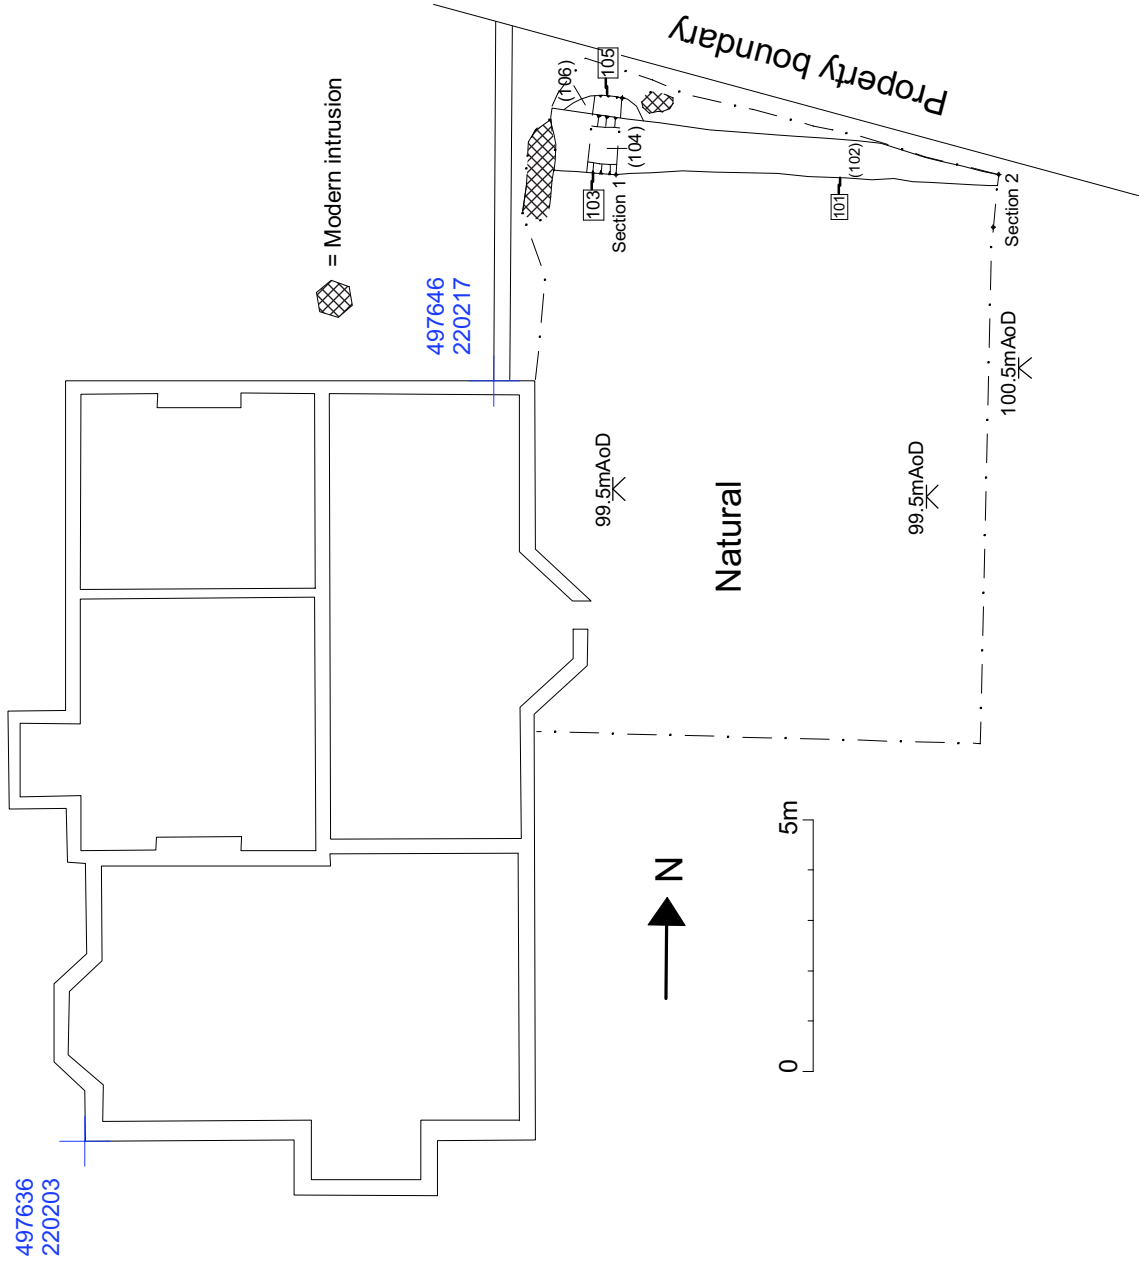 Property boundary
(106)
105
(104)
103
Section 1
(102)
101
Section 2
= Modern intrusion
497646
220217
100.5mAoD
99.5mAoD
99.5mAoD
Natural
N
5m
0
497636
220203